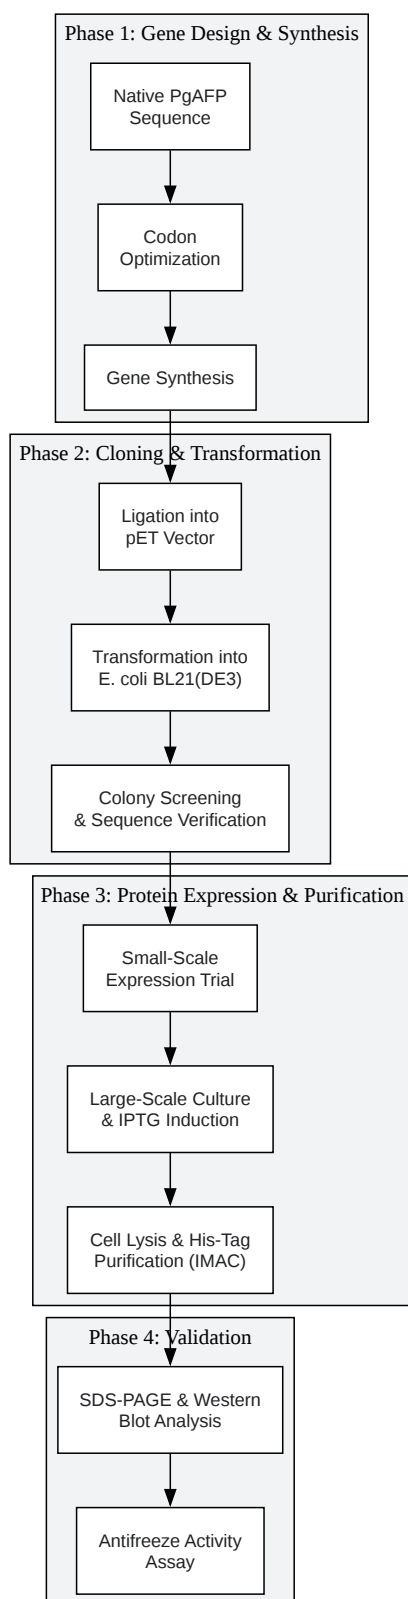 Phase 1: Gene Design & Synthesis
Native PgAFP
Sequence
Codon
Optimization
Gene Synthesis
Phase 2: Cloning & Transformation
Ligation into
pET Vector
Transformation into
E. coli BL21(DE3)
Colony Screening
& Sequence Verification
Phase 3: Protein Expression & Purification
Small-Scale
Expression Trial
Large-Scale Culture
& IPTG Induction
Cell Lysis & His-Tag
Purification (IMAC)
Phase 4: Validation
SDS-PAGE & Western
Blot Analysis
Antifreeze Activity
Assay